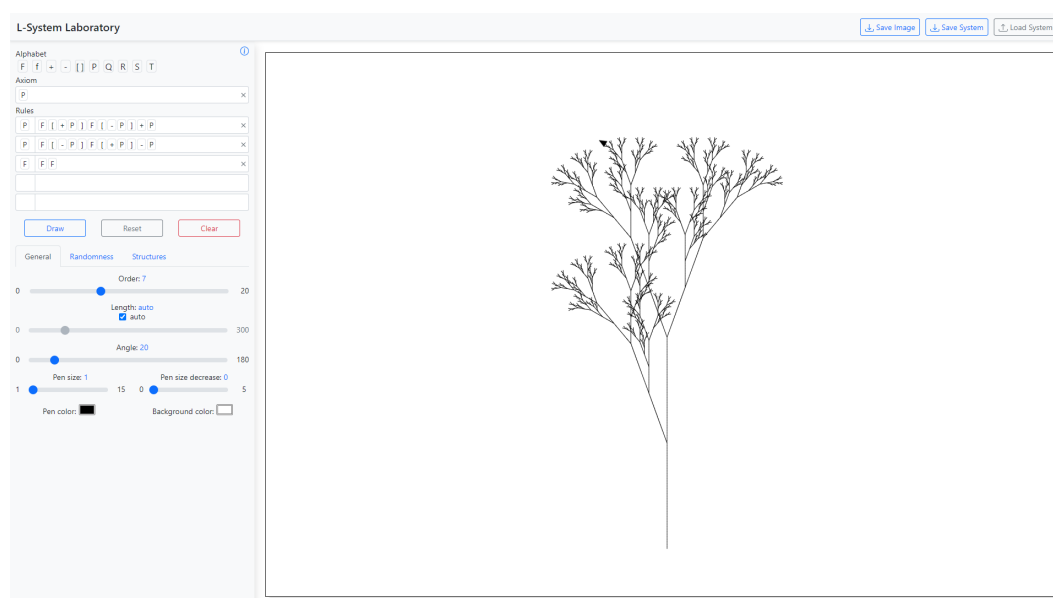 L-System Laboratory
Save Image Save System Load System
Alphabet
F f + - [ ] P Q R S T
Axiom
P ×
Rules
P F [ + P ] F [ - P ] + P ×
P F [ - P ] F [ + P ] - P ×
F F F ×
Draw Reset Clear
General Randomness Structures
Order: 7
0 20
Length: auto
auto
0 300
Angle: 20
0 180
Pen size: 1 Pen size decrease: 0
1 15 0 5
Pen color: Background color: